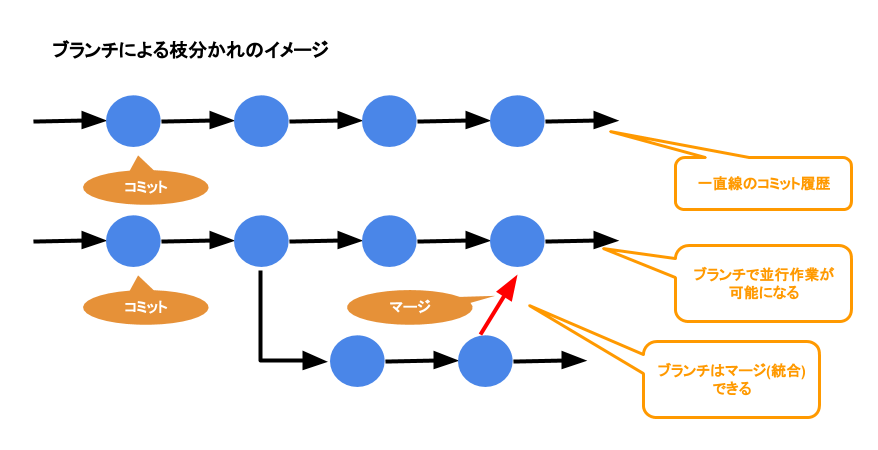 ブランチによる枝分かれのイメージ
コミット
一直線のコミット履歴
コミット
マージ
ブランチで並行作業が
可能になる
ブランチはマージ(統合)
できる